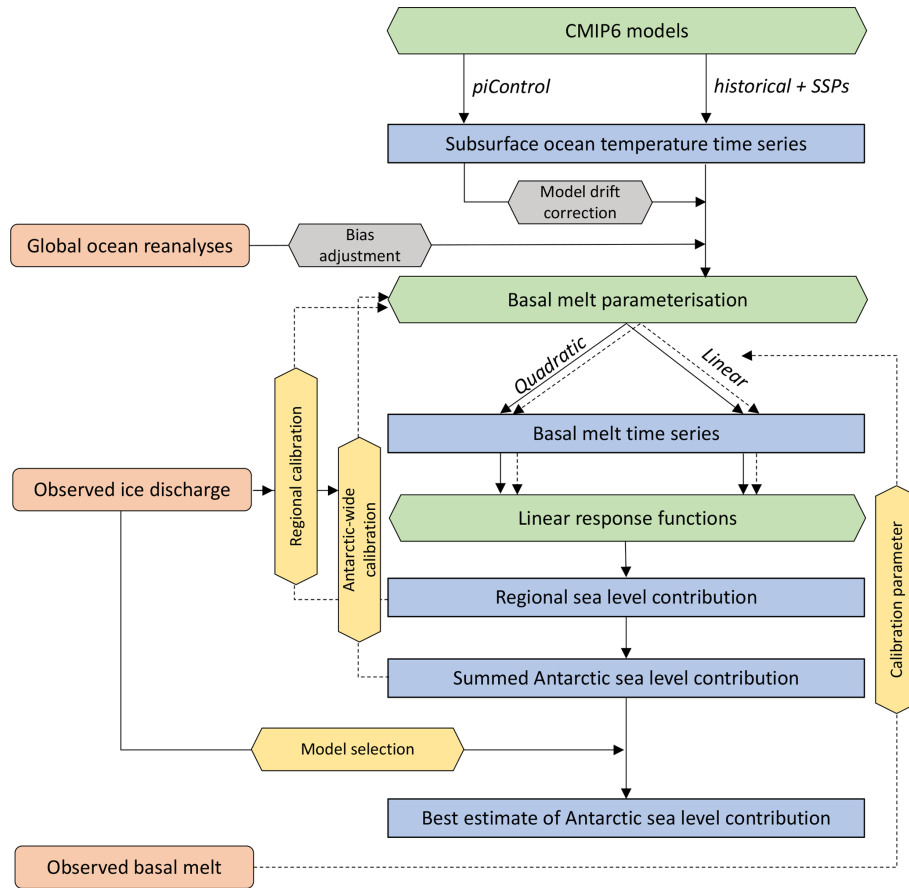 CMIP6 models
piControl
historical + SSPs
Subsurface ocean temperature time series
Model drift
correction
Global ocean reanalyses
Bias
adjustment
Basal melt parameterisation
Quadratic
Linear
Basal melt time series
Observed ice discharge
Regional calibration
Antarctic-wide
calibration
Linear response functions
Regional sea level contribution
Calibration parameter
Summed Antarctic sea level contribution
Model selection
Best estimate of Antarctic sea level contribution
Observed basal melt